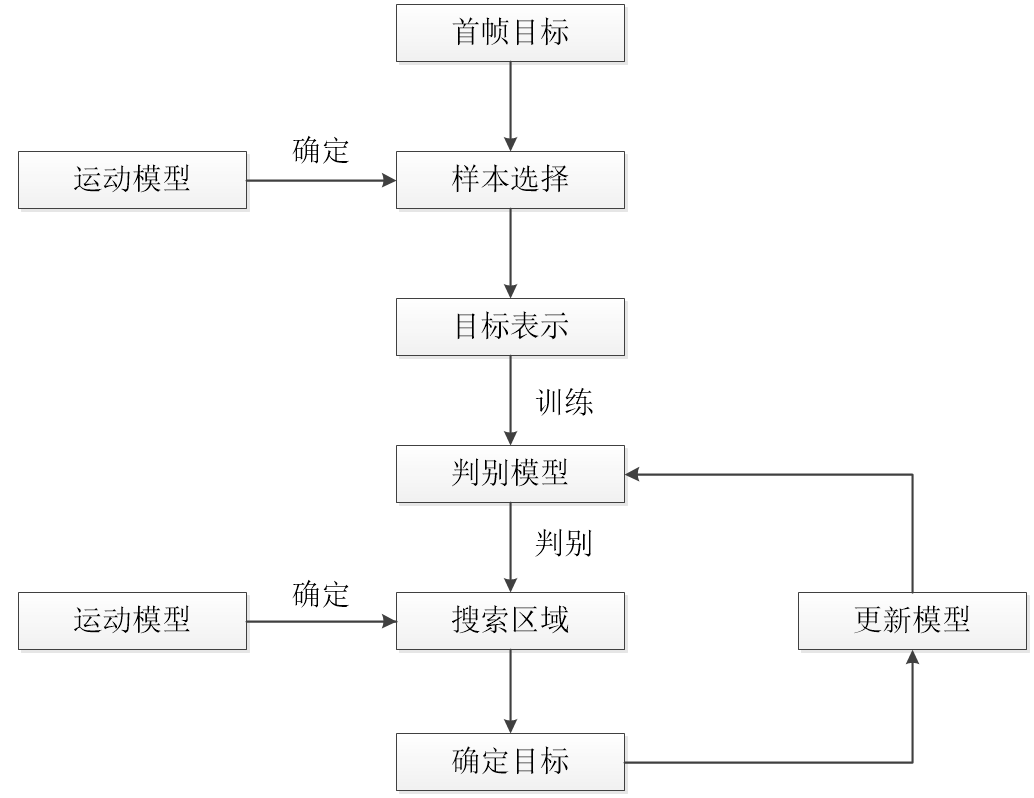 首帧目标
确定
运动模型
样本选择
目标表示
训练
判别模型
判别
确定
运动模型
搜索区域
更新模型
确定目标